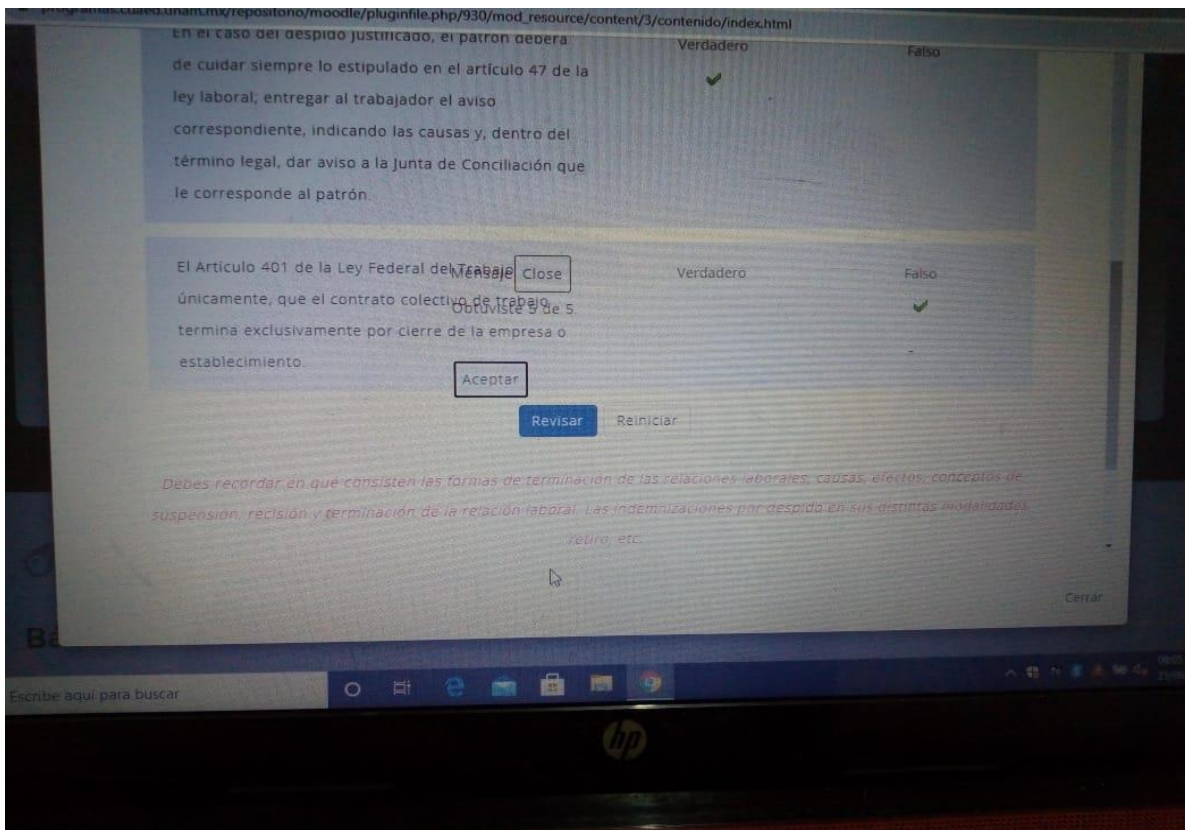 programas.cuaed.unam.mx/repositorio/moodle/pluginfile.php/930/mod_resource/content/3/contenido/index.html
En el caso del despido justificado, el patrón deberá
Verdadero
Falso
de cuidar siempre lo estipulado en el artículo 47 de la
ley laboral; entregar al trabajador el aviso
correspondiente, indicando las causas y, dentro del
término legal, dar aviso a la Junta de Conciliación que
le corresponde al patrón.
El Artículo 401 de la Ley Federal del Trabajo
Mensaje
Close
Verdadero
Falso
únicamente, que el contrato colectivo de trabajo
Obtuviste 5 de 5
termina exclusivamente por cierre de la empresa o
establecimiento.
Aceptar
Revisar
Reiniciar
Debes recordar en qué consisten las formas de terminación de las relaciones laborales, causas, efectos, conceptos de
suspensión, recisión y terminación de la relación laboral. Las indemnizaciones por despido en sus distintas modalidades,
retiro, etc.
Cerrar
Bá
Escribe aquí para buscar
hp